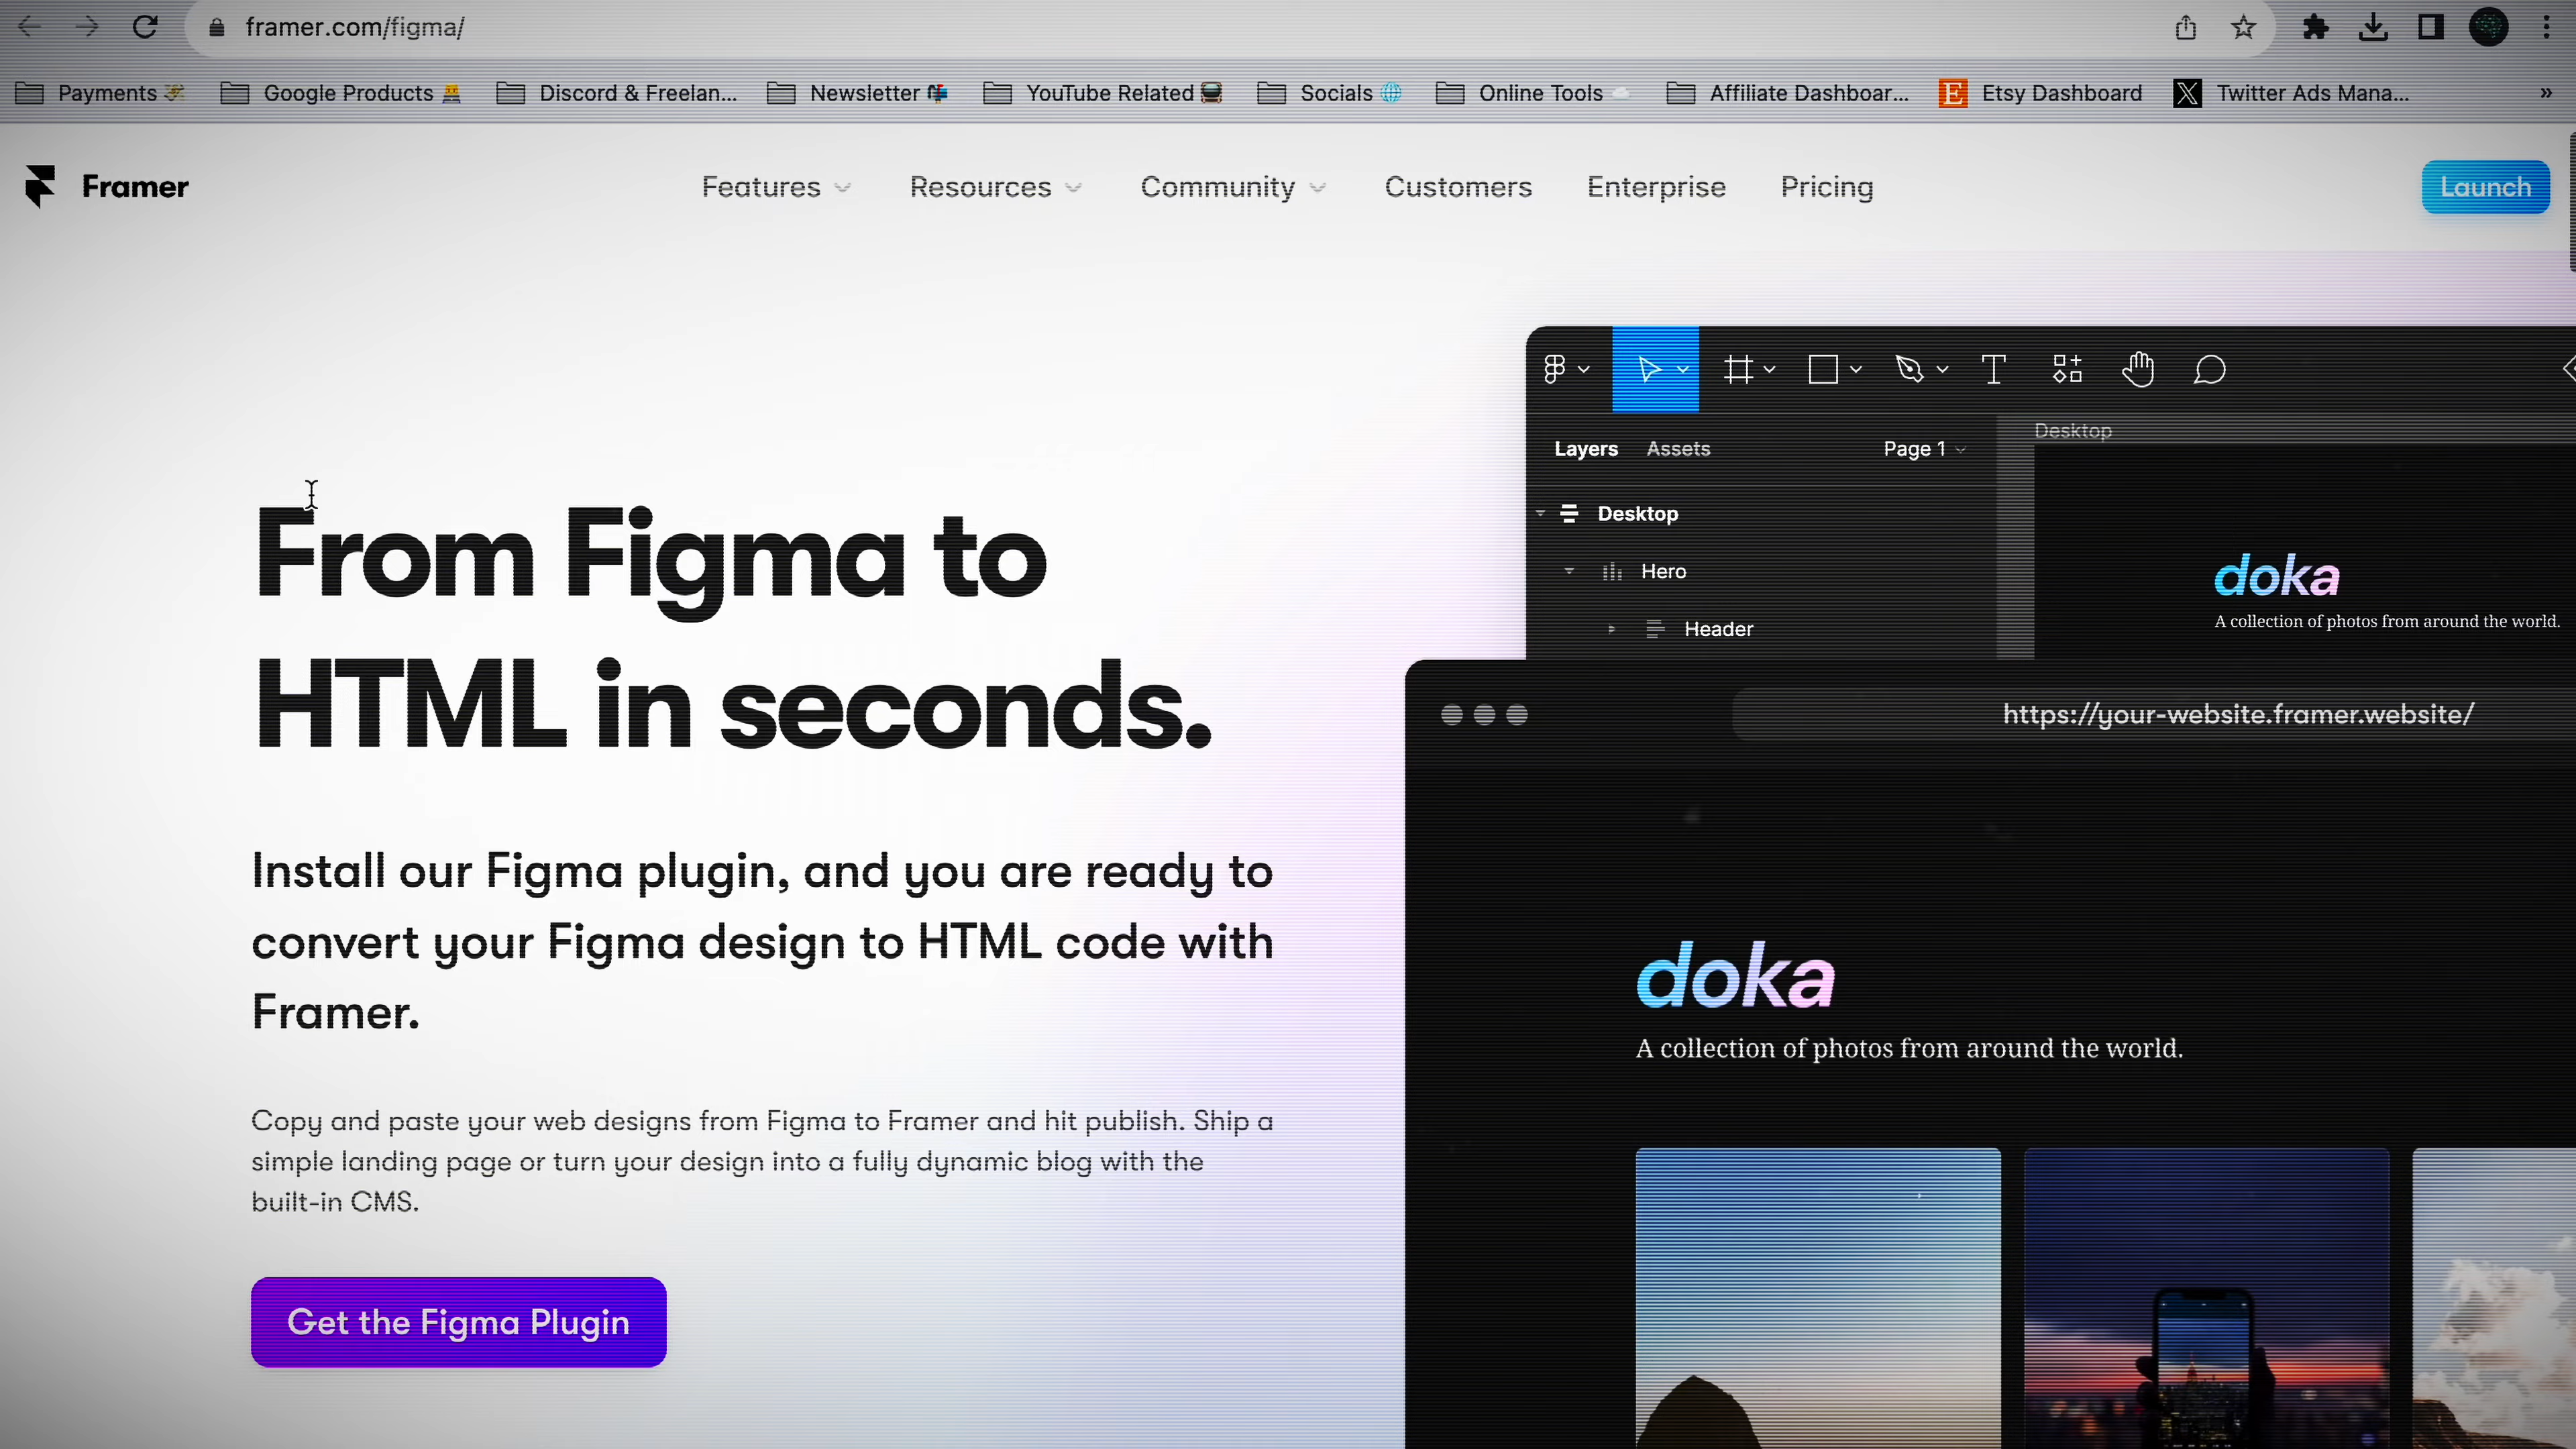 framer.com/figma/
Payments
Google Products
Discord & Freelan...
Newsletter
YouTube Related
Socials
Online Tools
Affiliate Dashboar...
Etsy Dashboard
Twitter Ads Mana...
Framer
Features
Resources
Community
Customers
Enterprise
Pricing
Launch
From Figma to
HTML in seconds.
Install our Figma plugin, and you are ready to
convert your Figma design to HTML code with
Framer.
Copy and paste your web designs from Figma to Framer and hit publish. Ship a
simple landing page or turn your design into a fully dynamic blog with the
built-in CMS.
Get the Figma Plugin
Layers
Assets
Page 1
Desktop
Hero
Header
Desktop
doka
A collection of photos from around the world.
https://your-website.framer.website/
doka
A collection of photos from around the world.